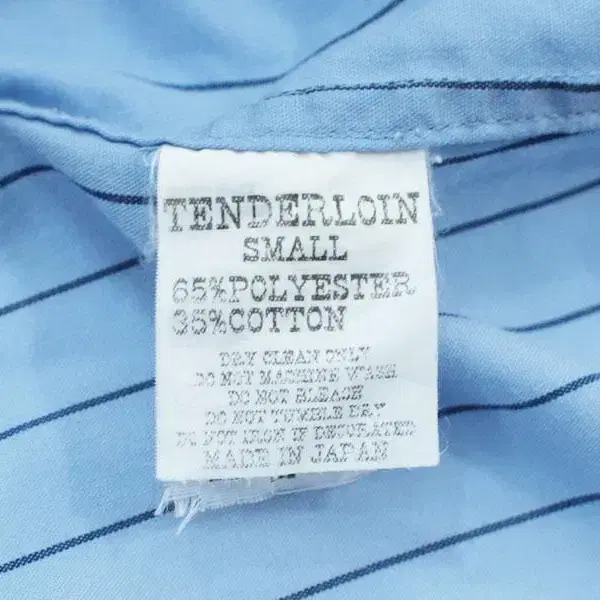 TENDERLOIN
SMALL
65%POLYESTER
35%COTTON
DRY CLEAN ONLY
DO NOT MACHINE WASH
DO NOT BLEACH
DO NOT TUMBLE DRY
DO NOT IRON IF DECORATED
MADE IN JAPAN